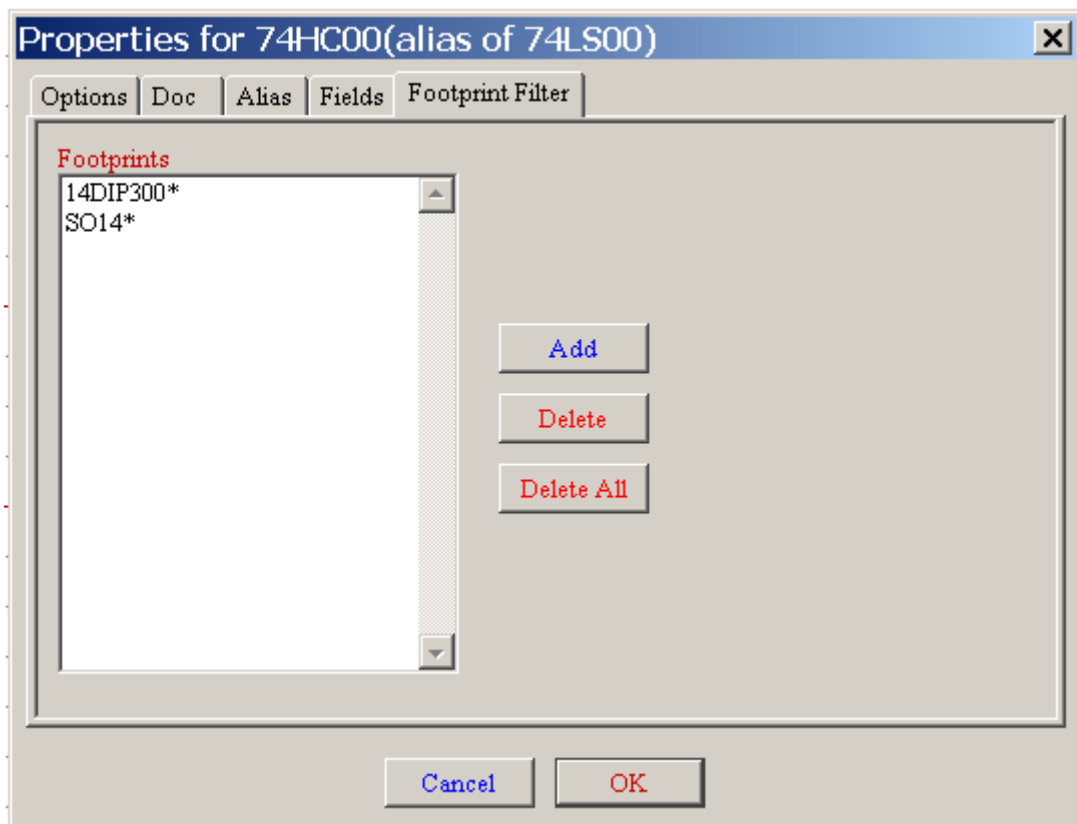 Properties for 74HC00(alias of 74LS00)
Options Doc Alias Fields Footprint Filter
Footprints
14DIP300*
SO14*
Add
Delete
Delete All
Cancel OK